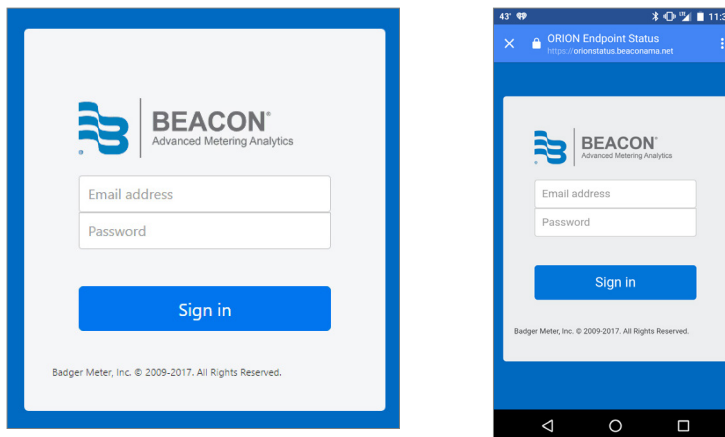 BEACON®
Advanced Metering Analytics
Email address
Password
Sign in
Badger Meter, Inc. © 2009-2017. All Rights Reserved.
43°
ORION Endpoint Status
https://orionstatus.beaconama.net
BEACON®
Advanced Metering Analytics
Email address
Password
Sign in
Badger Meter, Inc. © 2009-2017. All Rights Reserved.